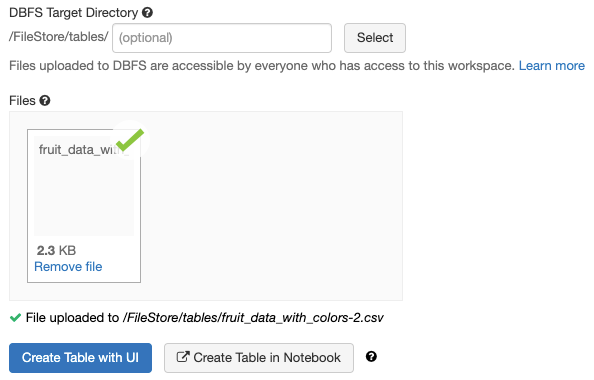 DBFS Target Directory
/FileStore/tables/ (optional) Select
Files uploaded to DBFS are accessible by everyone who has access to this workspace. Learn more
Files
fruit_data_with_
2.3 KB
Remove file
File uploaded to /FileStore/tables/fruit_data_with_colors-2.csv
Create Table with UI Create Table in Notebook